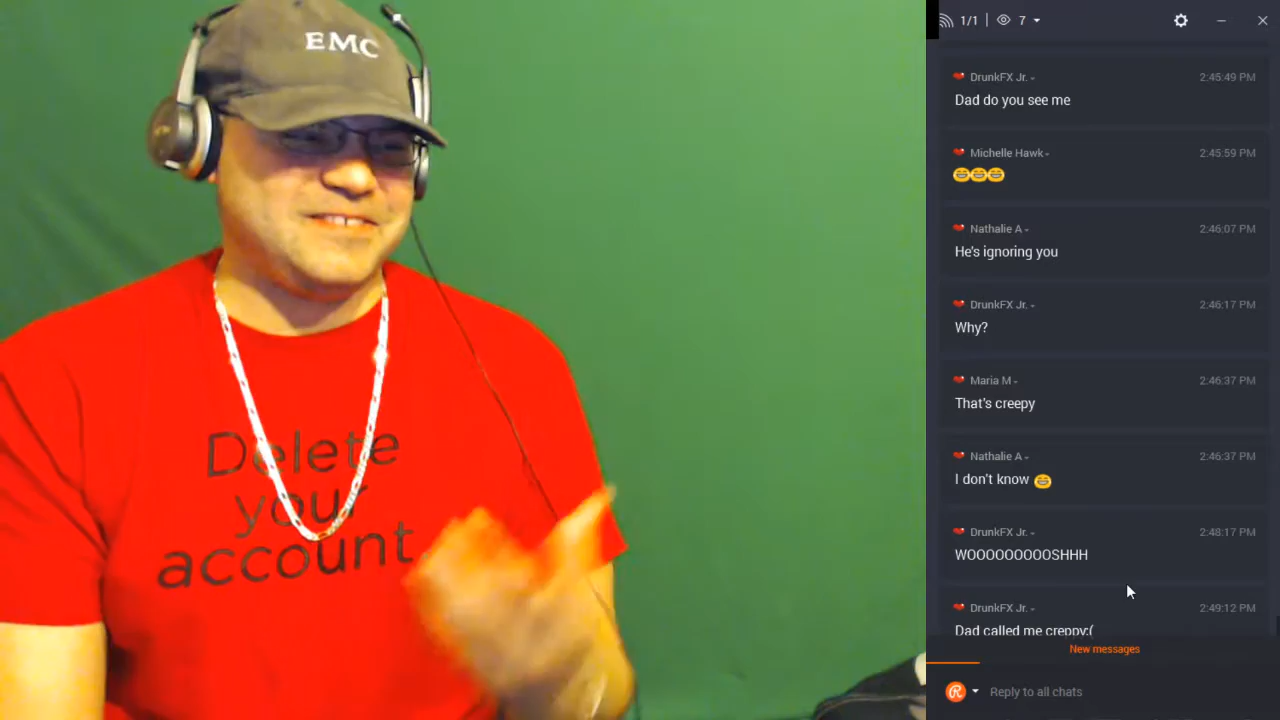 EMC
Delete
your
account.
1/1 7
DrunkFX Jr. 2:45:49 PM
Dad do you see me
Michelle Hawk 2:45:59 PM
😂😂😂
Nathalie A 2:46:07 PM
He's ignoring you
DrunkFX Jr. 2:46:17 PM
Why?
Maria M 2:46:37 PM
That's creepy
Nathalie A 2:46:37 PM
I don't know 😂
DrunkFX Jr. 2:48:17 PM
WOOOOOOOOOSHHH
DrunkFX Jr. 2:49:12 PM
Dad called me creppy:(
New messages
Reply to all chats